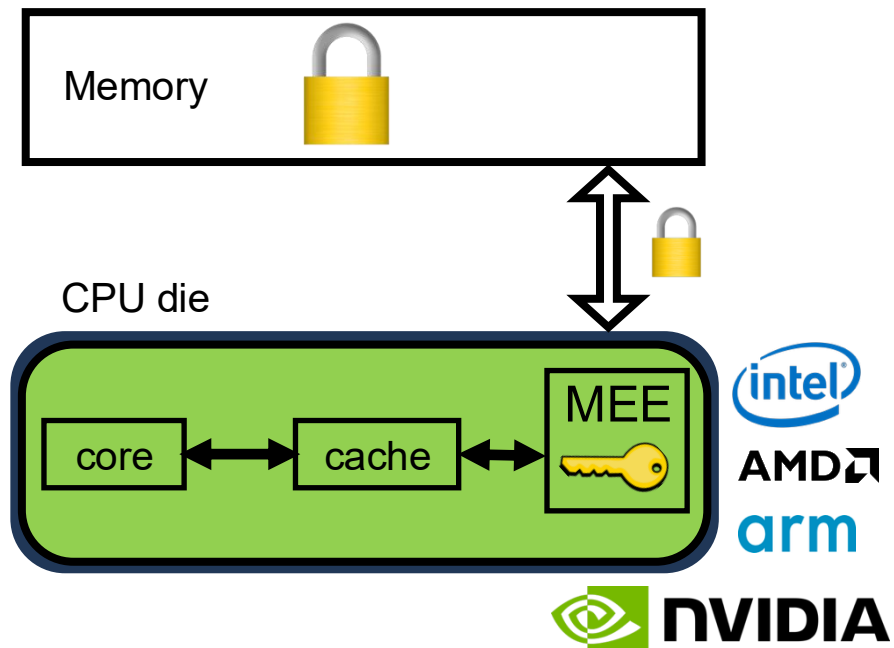 Memory
CPU die
core
cache
MEE
intel®
AMD
arm
NVIDIA